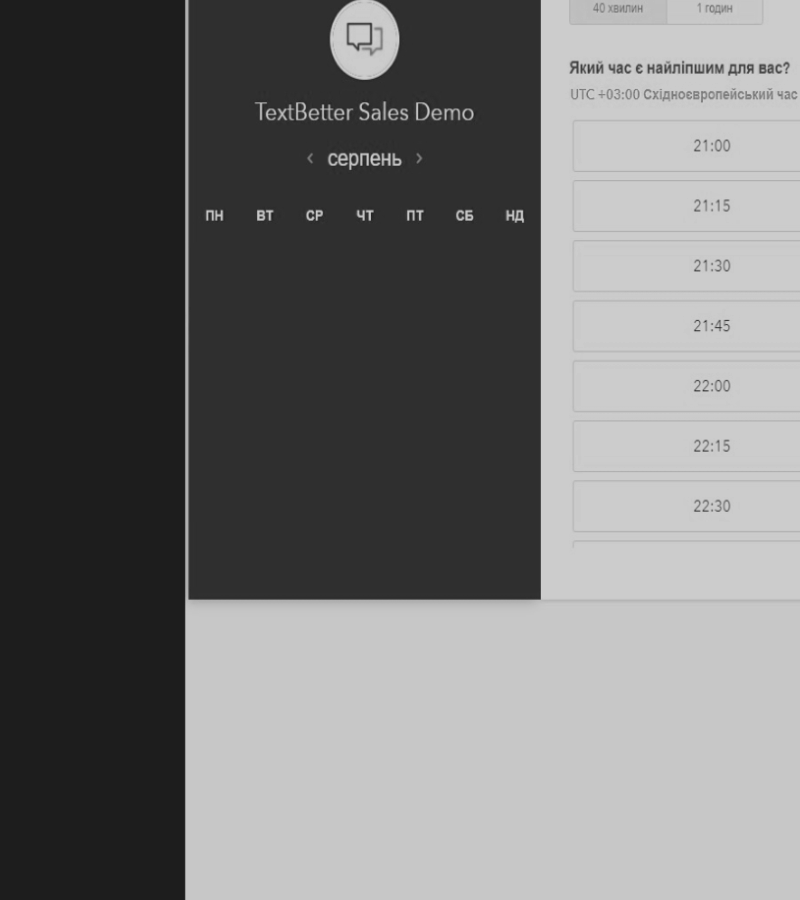 TextBetter Sales Demo
‹ серпень ›
ПН ВТ СР ЧТ ПТ СБ НД
40 хвилин 1 годин
Який час є найліпшим для вас?
UTC +03:00 Східноєвропейський час
21:00
21:15
21:30
21:45
22:00
22:15
22:30